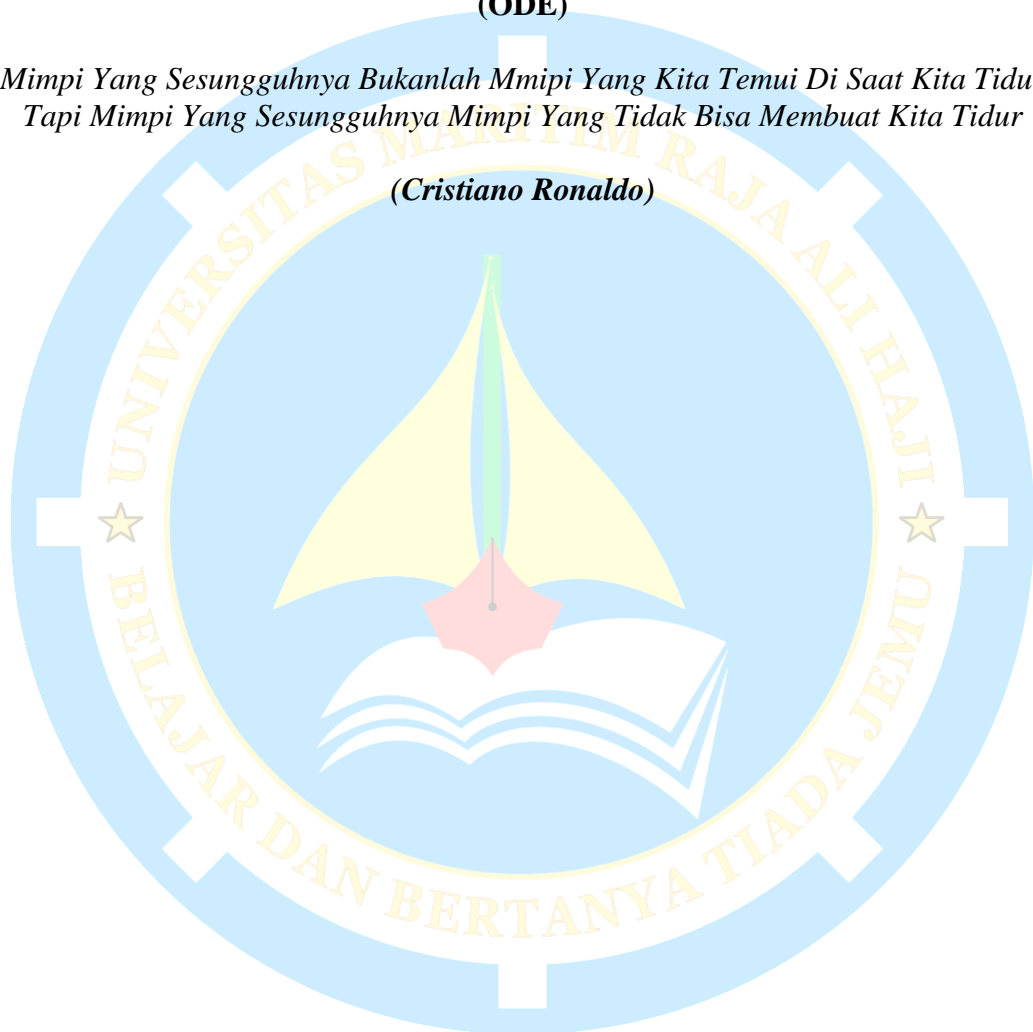 (ODE)
Mimpi Yang Sesungguhnya Bukanlah Mmipi Yang Kita Temui Di Saat Kita Tidu
Tapi Mimpi Yang Sesungguhnya Mimpi Yang Tidak Bisa Membuat Kita Tidur
(Cristiano Ronaldo)
UNIVERSITAS MARITIM RAJA ALI HAJI
BELAJAR DAN BERTANYA TIADA JEMU